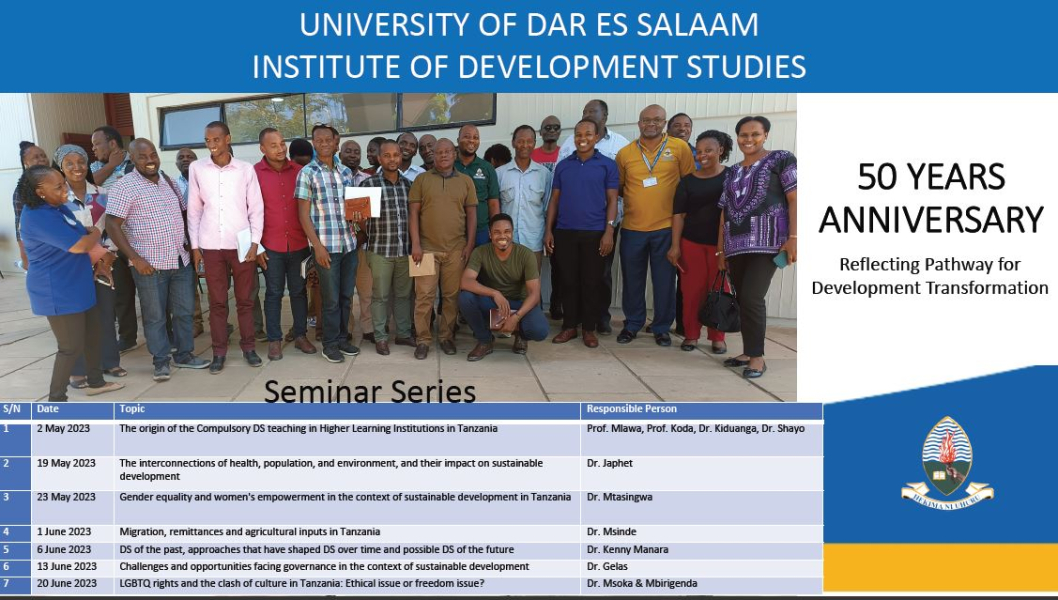 UNIVERSITY OF DAR ES SALAAM
INSTITUTE OF DEVELOPMENT STUDIES
50 YEARS
ANNIVERSARY
Reflecting Pathway for
Development Transformation
Seminar Series
S/N Date Topic Responsible Person
1 2 May 2023 The origin of the Compulsory DS teaching in Higher Learning Institutions in Tanzania Prof. Mlawa, Prof. Koda, Dr. Kiduanga, Dr. Shayo
2 19 May 2023 The interconnections of health, population, and environment, and their impact on sustainable Dr. Japhet
development
3 23 May 2023 Gender equality and women's empowerment in the context of sustainable development in Tanzania Dr. Mtasingwa
4 1 June 2023 Migration, remittances and agricultural inputs in Tanzania Dr. Msinde
5 6 June 2023 DS of the past, approaches that have shaped DS over time and possible DS of the future Dr. Kenny Manara
6 13 June 2023 Challenges and opportunities facing governance in the context of sustainable development Dr. Gelas
7 20 June 2023 LGBTQ rights and the clash of culture in Tanzania: Ethical issue or freedom issue? Dr. Msoka & Mbirigenda
HEKIMA NI UHURU